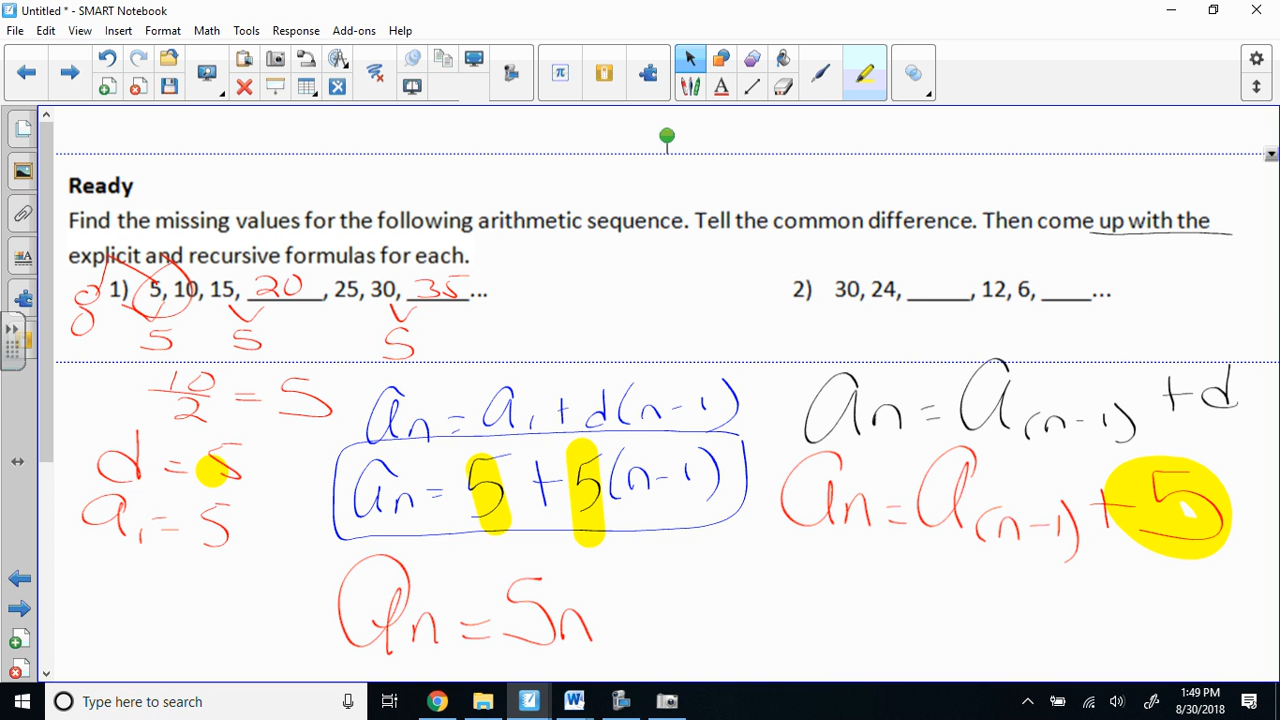 Untitled * - SMART Notebook
File Edit View Insert Format Math Tools Response Add-ons Help
Ready
Find the missing values for the following arithmetic sequence. Tell the common difference. Then come up with the
explicit and recursive formulas for each.
1) 5, 10, 15, 20, 25, 30, 35...
2) 30, 24, _____, 12, 6, ____...
5 5 5
10/2 = 5
aₙ = a₁ + d(n-1)
aₙ = a₍ₙ₋₁₎ + d
d = 5
aₙ = 5 + 5(n-1)
aₙ = a₍ₙ₋₁₎ + 5
a₁ = 5
aₙ = 5n
Type here to search
1:49 PM
8/30/2018